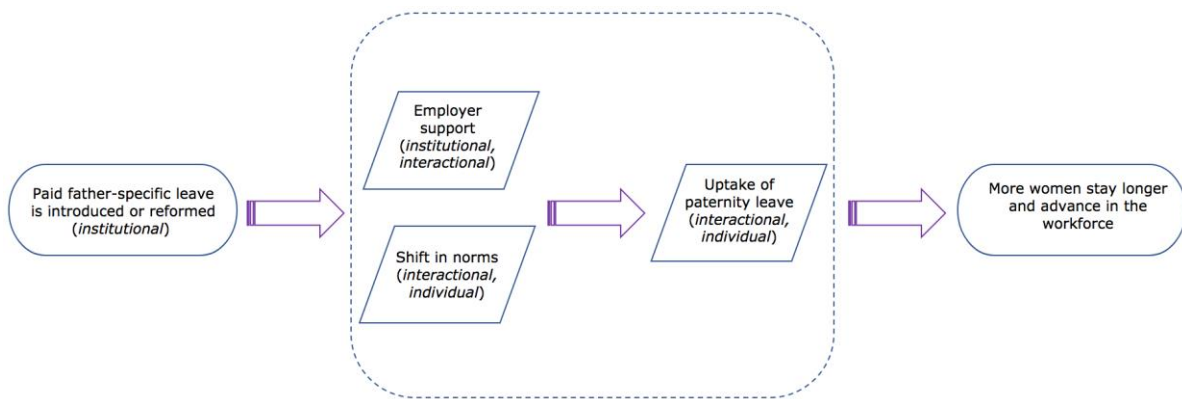 Paid father-specific leave
is introduced or reformed
(institutional)
Employer
support
(institutional,
interactional)
Shift in norms
(interactional,
individual)
Uptake of
paternity leave
(interactional,
individual)
More women stay longer
and advance in the
workforce